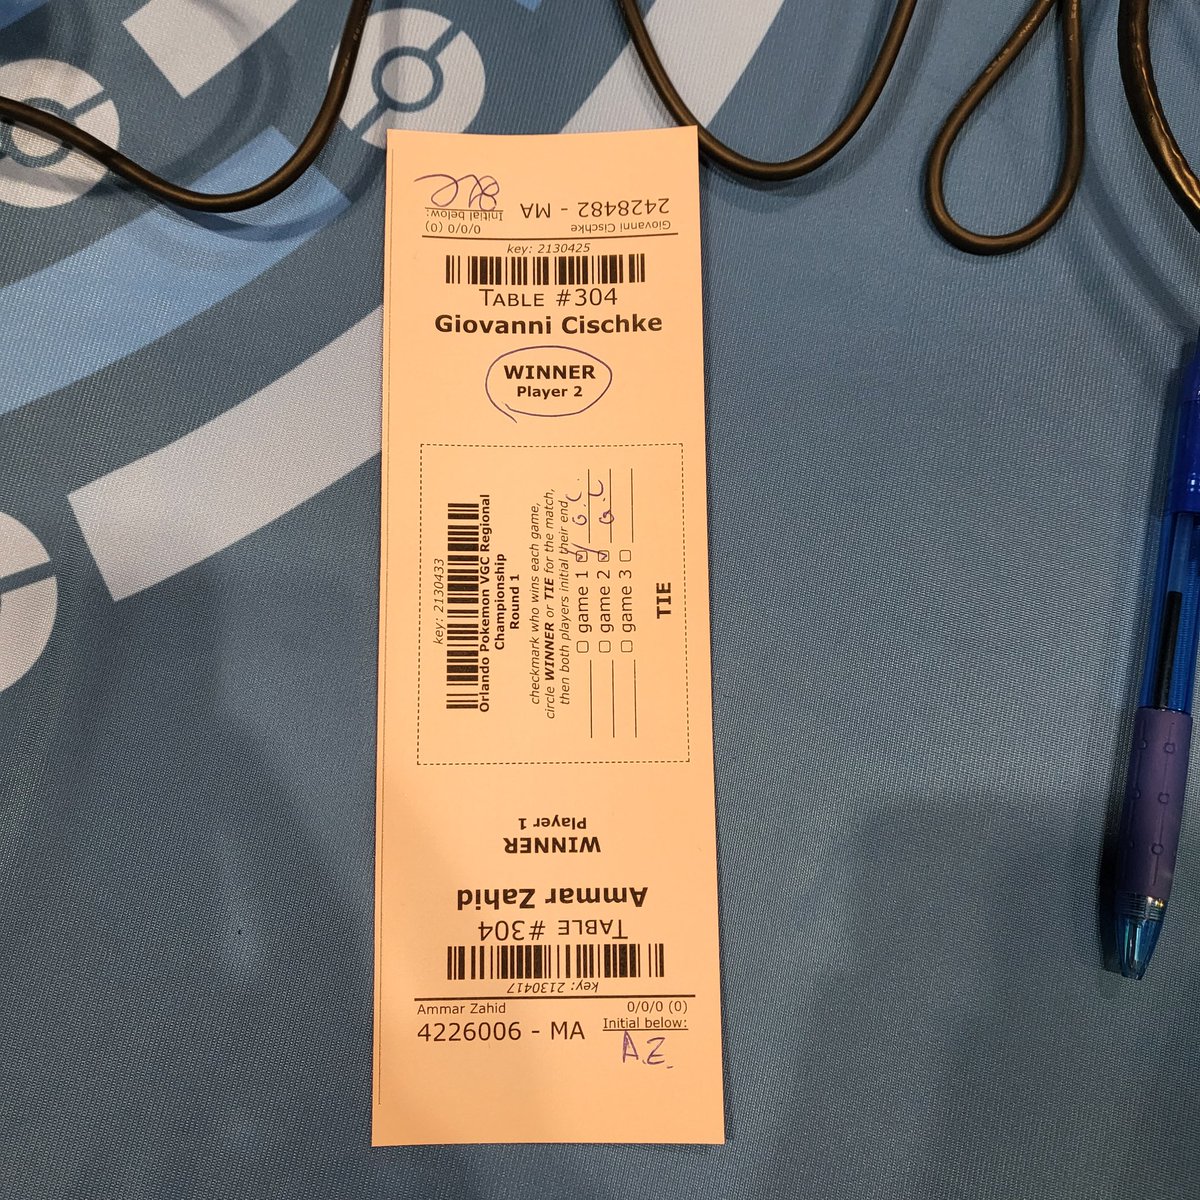 Giovanni Cischke 0/0/0 (0)
2428482 - MA Initial below:
key: 2130425
TABLE #304
Giovanni Cischke
WINNER
Player 2
key: 2130433
Orlando Pokemon VGC Regional
Championship
Round 1
checkmark who wins each game,
circle WINNER or TIE for the match,
then both players initial their end.
game 1 G.C.
game 2 G.C
game 3
TIE
WINNER
Player 1
Ammar Zahid
TABLE #304
key: 2130417
Ammar Zahid 0/0/0 (0)
4226006 - MA Initial below:
A.Z.